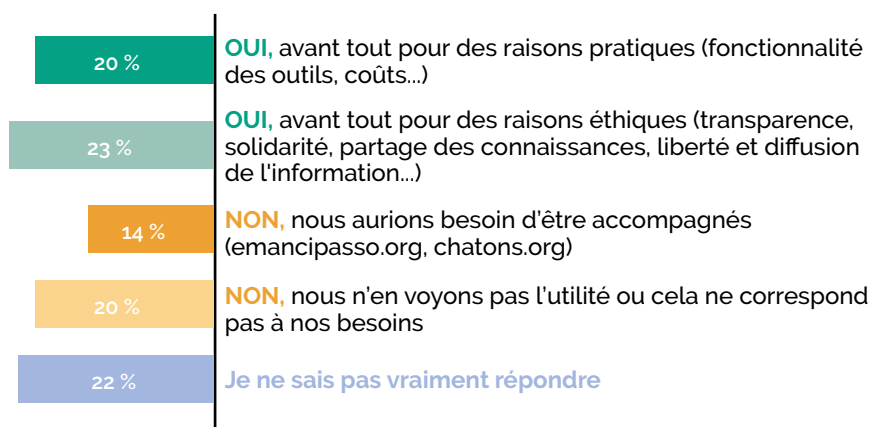 20 %
OUI, avant tout pour des raisons pratiques (fonctionnalité
des outils, coûts...)
23 %
OUI, avant tout pour des raisons éthiques (transparence,
solidarité, partage des connaissances, liberté et diffusion
de l'information...)
14 %
NON, nous aurions besoin d’être accompagnés
(emancipasso.org, chatons.org)
20 %
NON, nous n’en voyons pas l’utilité ou cela ne correspond
pas à nos besoins
22 %
Je ne sais pas vraiment répondre